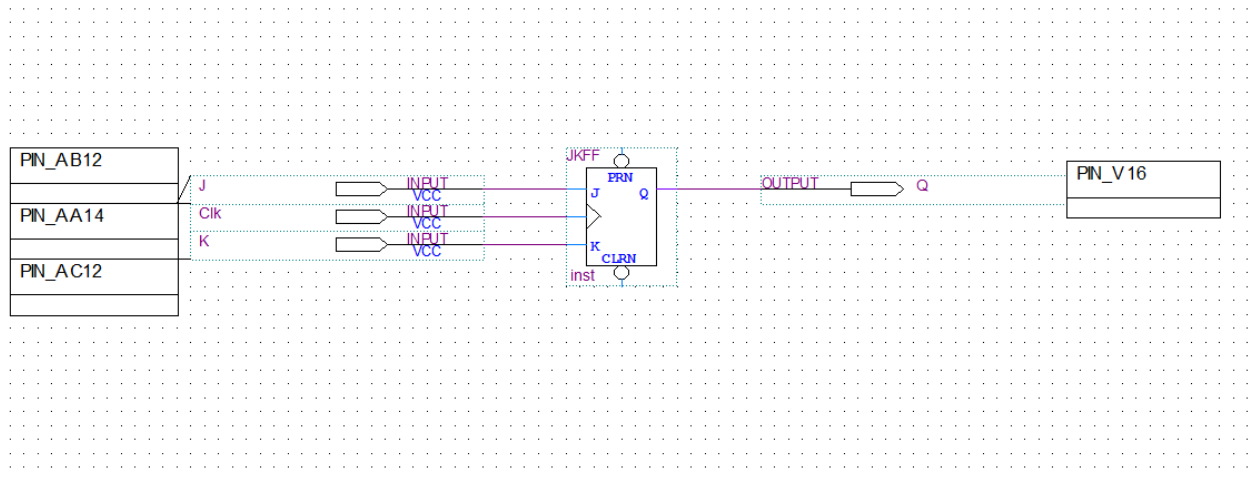 PIN_AB12
PIN_AA14
PIN_AC12
J
Clk
K
INPUT
VCC
INPUT
VCC
INPUT
VCC
JKFF
PRN
J
Q
K
CLRN
inst
OUTPUT
Q
PIN_V16